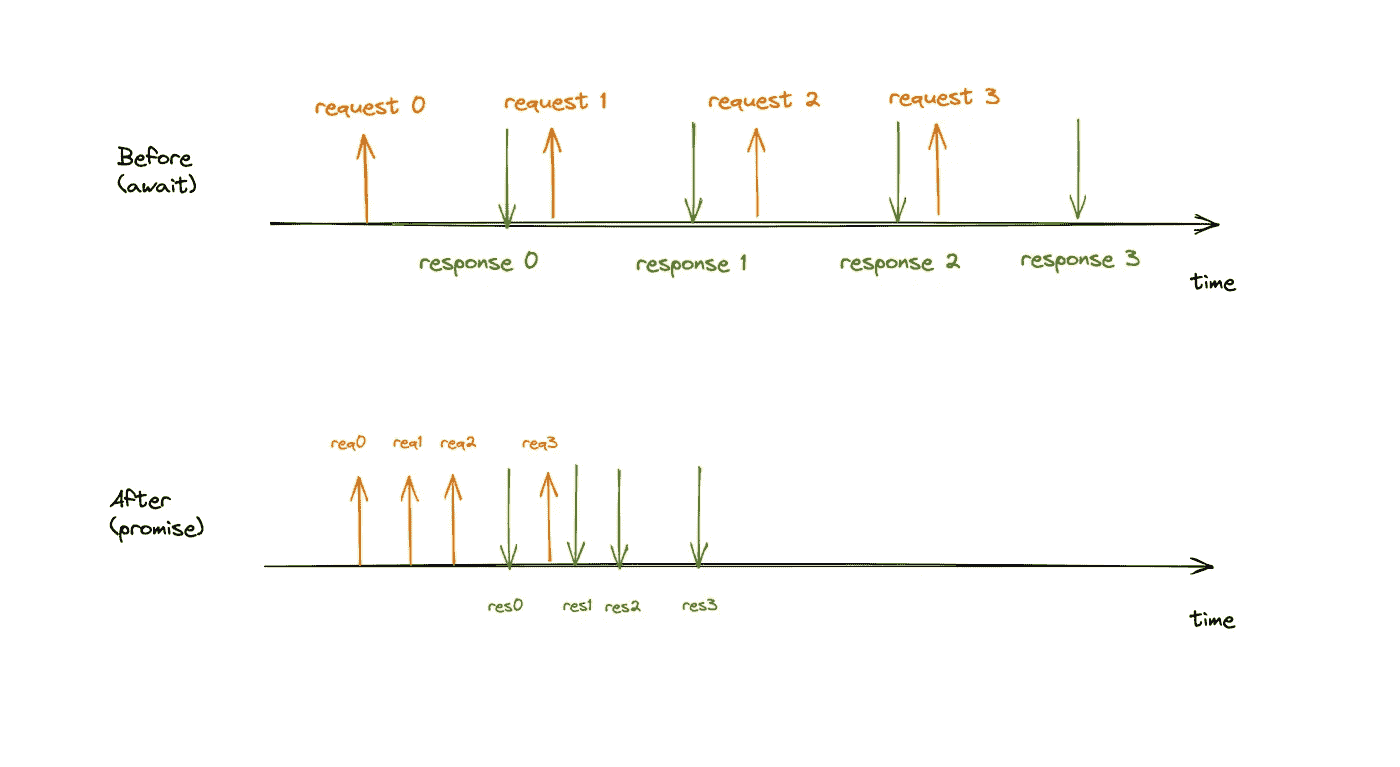 request 0
request 1
request 2
request 3
Before
(await)
response 0
response 1
response 2
response 3
time
req0
req1
req2
req3
After
(promise)
res0
res1
res2
res3
time